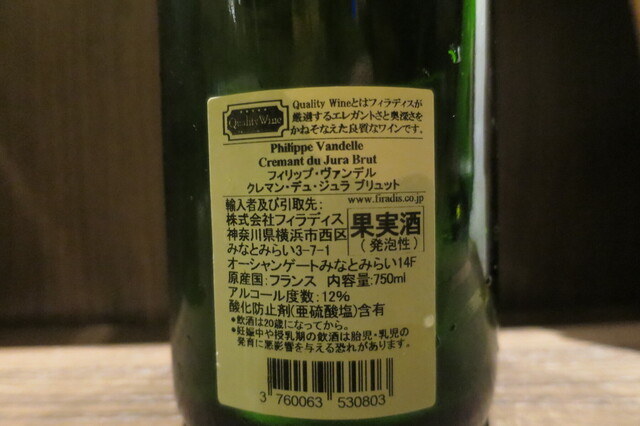 Quality Wine
Quality Wineとはフィラディスが
厳選するエレガントさと奥深さを
かねそなえた良質なワインです。
Philippe Vandelle
Cremant du Jura Brut
フィリップ・ヴァンデル
クレマン・デュ・ジュラ ブリュット
輸入者及び引取先:
www.firadis.co.jp
株式会社フィラディス
神奈川県横浜市西区
みなとみらい3-7-1
果実酒
(発泡性)
オーシャンゲートみなとみらい14F
原産国:フランス 内容量:750ml
アルコール度数:12%
酸化防止剤(亜硫酸塩)含有
*飲酒は20歳になってから。
*妊娠中や授乳期の飲酒は胎児・乳児の
発育に悪影響を与える恐れがあります。
3 760063 530803